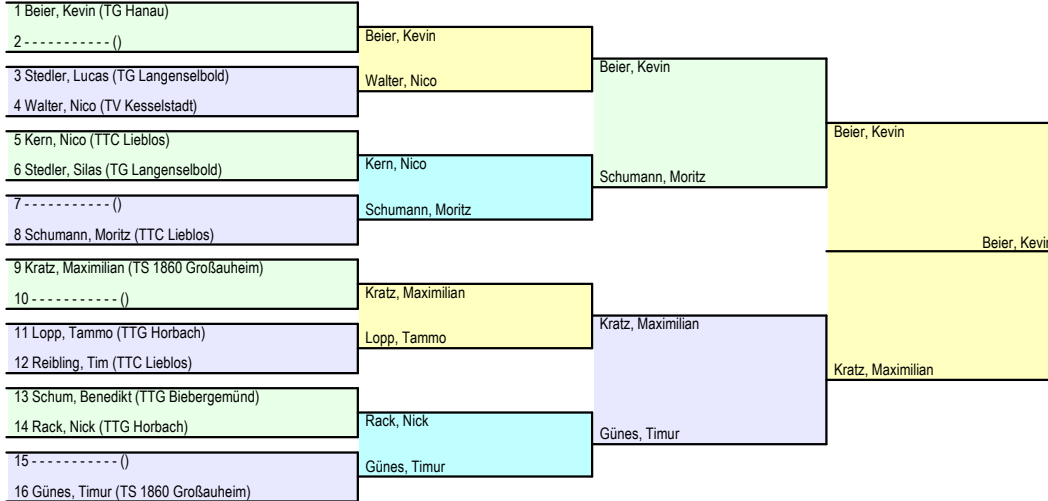 1 Beier, Kevin (TG Hanau)
2 - - - - - - - - - - - ()
3 Stedler, Lucas (TG Langenselbold)
4 Walter, Nico (TV Kesselstadt)
5 Kern, Nico (TTC Lieblos)
6 Stedler, Silas (TG Langenselbold)
7 - - - - - - - - - - - ()
8 Schumann, Moritz (TTC Lieblos)
9 Kratz, Maximilian (TS 1860 Großauheim)
10 - - - - - - - - - - - ()
11 Lopp, Tammo (TTG Horbach)
12 Reibling, Tim (TTC Lieblos)
13 Schum, Benedikt (TTG Biebergemünd)
14 Rack, Nick (TTG Horbach)
15 - - - - - - - - - - - ()
16 Günes, Timur (TS 1860 Großauheim)
Beier, Kevin
Walter, Nico
Kern, Nico
Schumann, Moritz
Kratz, Maximilian
Lopp, Tammo
Rack, Nick
Günes, Timur
Beier, Kevin
Schumann, Moritz
Kratz, Maximilian
Günes, Timur
Beier, Kevin
Kratz, Maximilian
Beier, Kevin